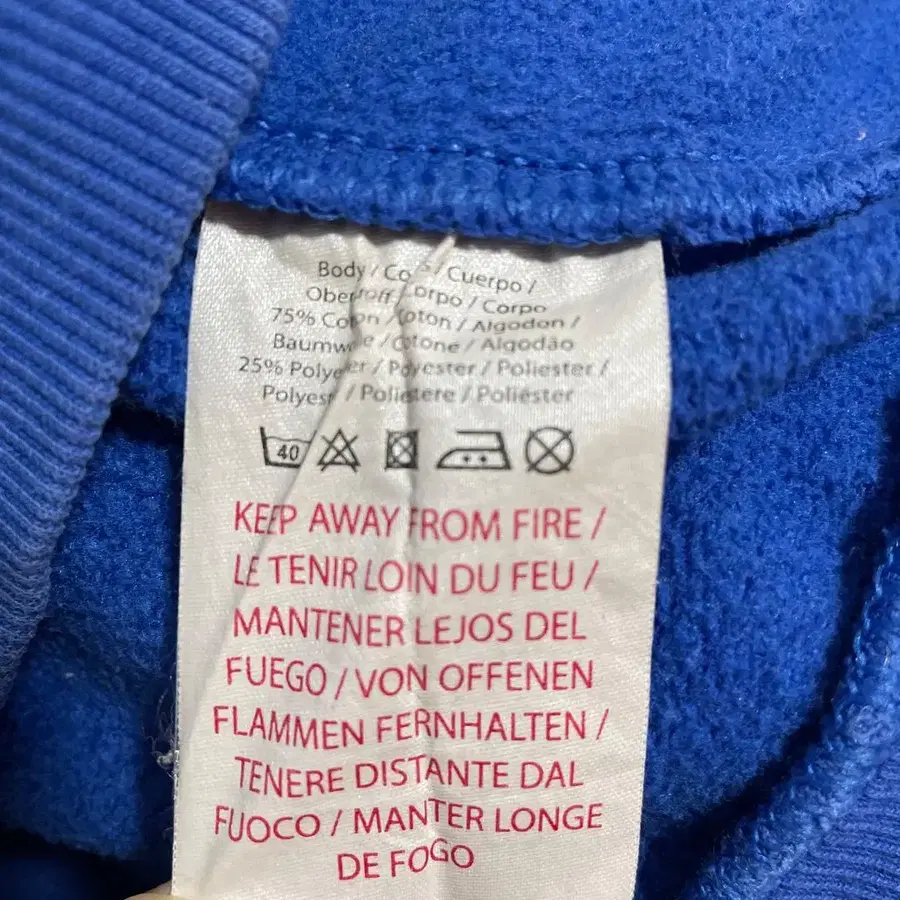 Body / Co s / Cuerpo /
Oberstoff Corpo / Corpo
75% Cotton / Coton / Algodon /
Baumwolle / Cotone / Algodão
25% Polyester / Polyester / Poliester /
Polyester / Polietere / Poliéster
40
KEEP AWAY FROM FIRE /
LE TENIR LOIN DU FEU /
MANTENER LEJOS DEL
FUEGO / VON OFFENEN
FLAMMEN FERNHALTEN /
TENERE DISTANTE DAL
FUOCO / MANTER LONGE
DE FOGO